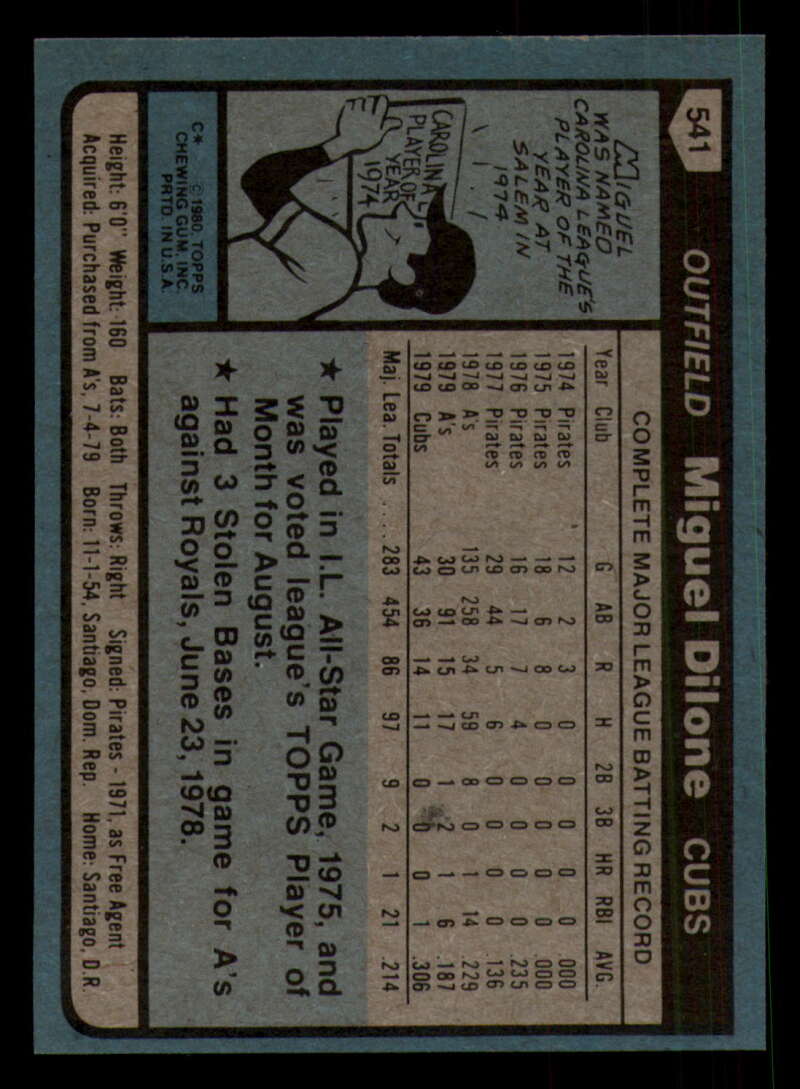 541 OUTFIELD Miguel Dilone CUBS
MIGUEL
WAS NAMED
CAROLINA LEAGUE'S
PLAYER OF THE
YEAR AT
SALEM IN
1974
CAROLINA L
PLAYER OF
YEAR
1974
C* ©1980. TOPPS
CHEWING GUM, INC.
PRTD. IN U.S.A.
COMPLETE MAJOR LEAGUE BATTING RECORD
Year Club G AB R H 2B 3B HR RBI AVG.
1974 Pirates 12 2 3 0 0 0 0 0 .000
1975 Pirates 18 6 8 0 0 0 0 0 .000
1976 Pirates 16 17 7 4 0 0 0 0 .235
1977 Pirates 29 44 5 6 0 0 0 0 .136
1978 A's 135 258 34 59 8 0 1 14 .229
1979 A's 30 91 15 17 1 2 1 6 .187
1979 Cubs 43 36 14 11 0 0 0 1 .306
Maj. Lea. Totals .... 283 454 86 97 9 2 1 21 .214
★ Played in I.L. All-Star Game, 1975, and
was voted league's TOPPS Player of
Month for August.
★ Had 3 Stolen Bases in game for A's
against Royals, June 23, 1978.
Height: 6'0" Weight: 160 Bats: Both Throws: Right Signed: Pirates - 1971, as Free Agent
Acquired: Purchased from A's, 7-4-79 Born: 11-1-54, Santiago, Dom. Rep. Home: Santiago, D.R.